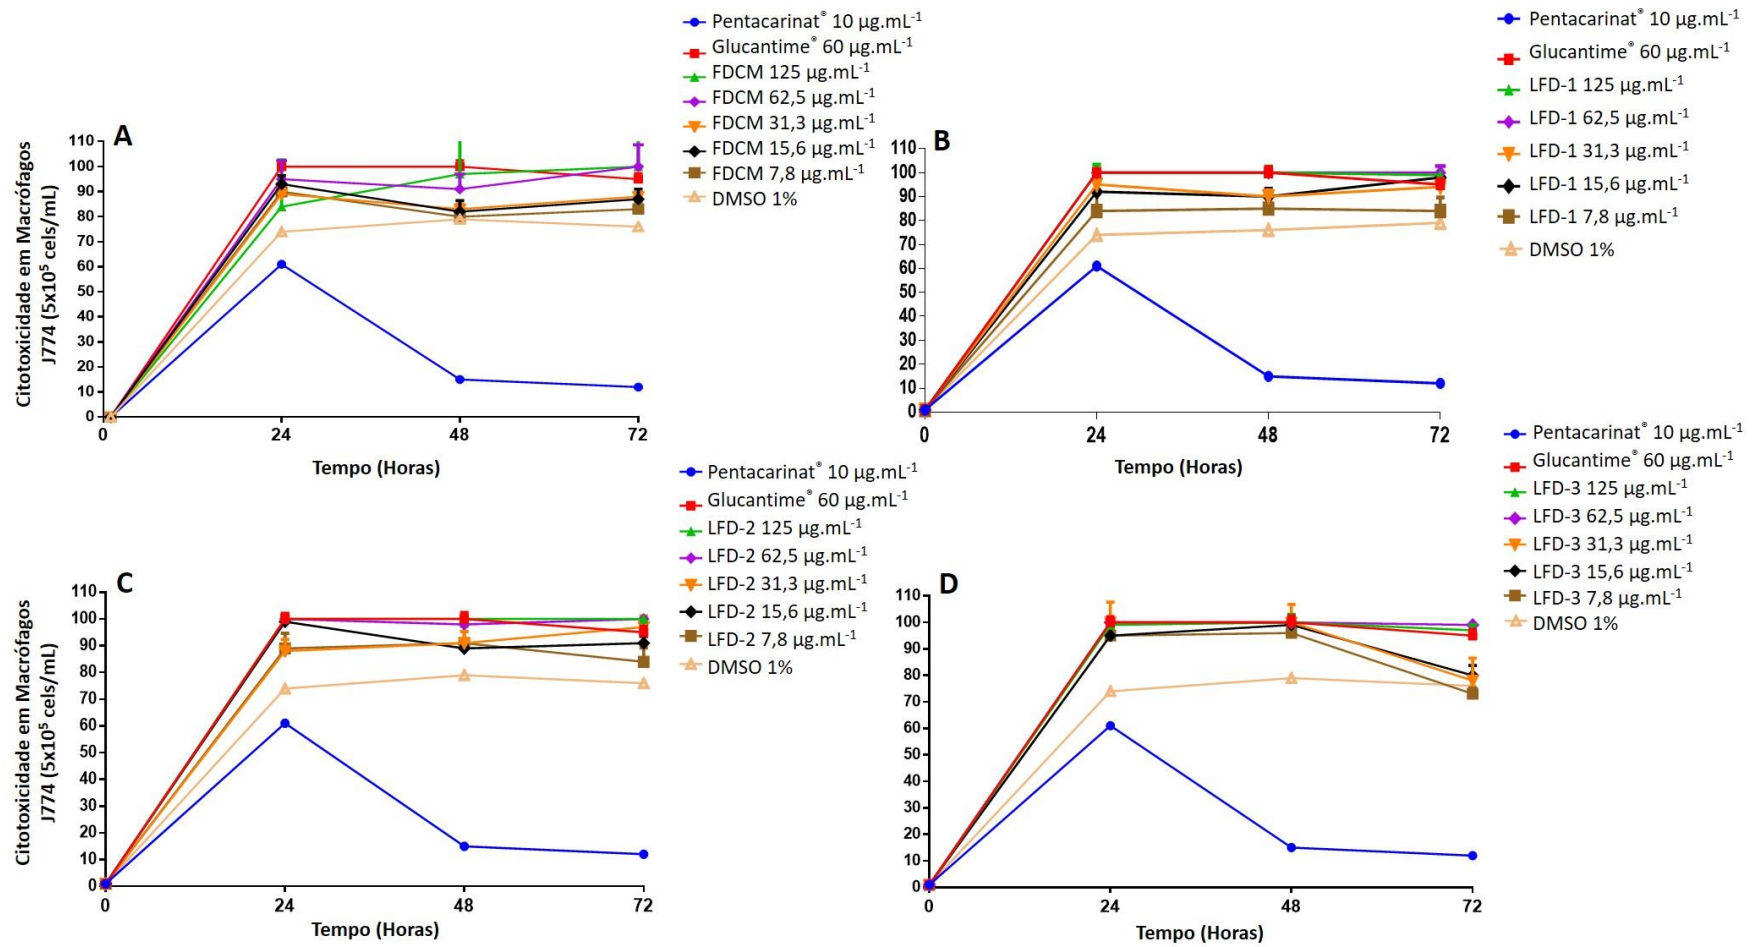 A
Citotoxicidade em Macrófagos
J774 (5x10⁵ cels/mL)
110
100
90
80
70
60
50
40
30
20
10
0
0 24 48 72
Tempo (Horas)
Pentacarinat® 10 µg.mL⁻¹
Glucantime® 60 µg.mL⁻¹
FDCM 125 µg.mL⁻¹
FDCM 62,5 µg.mL⁻¹
FDCM 31,3 µg.mL⁻¹
FDCM 15,6 µg.mL⁻¹
FDCM 7,8 µg.mL⁻¹
DMSO 1%
B
110
100
90
80
70
60
50
40
30
20
10
0
0 24 48 72
Tempo (Horas)
Pentacarinat® 10 µg.mL⁻¹
Glucantime® 60 µg.mL⁻¹
LFD-1 125 µg.mL⁻¹
LFD-1 62,5 µg.mL⁻¹
LFD-1 31,3 µg.mL⁻¹
LFD-1 15,6 µg.mL⁻¹
LFD-1 7,8 µg.mL⁻¹
DMSO 1%
C
Citotoxicidade em Macrófagos
J774 (5x10⁵ cels/mL)
110
100
90
80
70
60
50
40
30
20
10
0
0 24 48 72
Tempo (Horas)
Pentacarinat® 10 µg.mL⁻¹
Glucantime® 60 µg.mL⁻¹
LFD-2 125 µg.mL⁻¹
LFD-2 62,5 µg.mL⁻¹
LFD-2 31,3 µg.mL⁻¹
LFD-2 15,6 µg.mL⁻¹
LFD-2 7,8 µg.mL⁻¹
DMSO 1%
D
110
100
90
80
70
60
50
40
30
20
10
0
0 24 48 72
Tempo (Horas)
Pentacarinat® 10 µg.mL⁻¹
Glucantime® 60 µg.mL⁻¹
LFD-3 125 µg.mL⁻¹
LFD-3 62,5 µg.mL⁻¹
LFD-3 31,3 µg.mL⁻¹
LFD-3 15,6 µg.mL⁻¹
LFD-3 7,8 µg.mL⁻¹
DMSO 1%